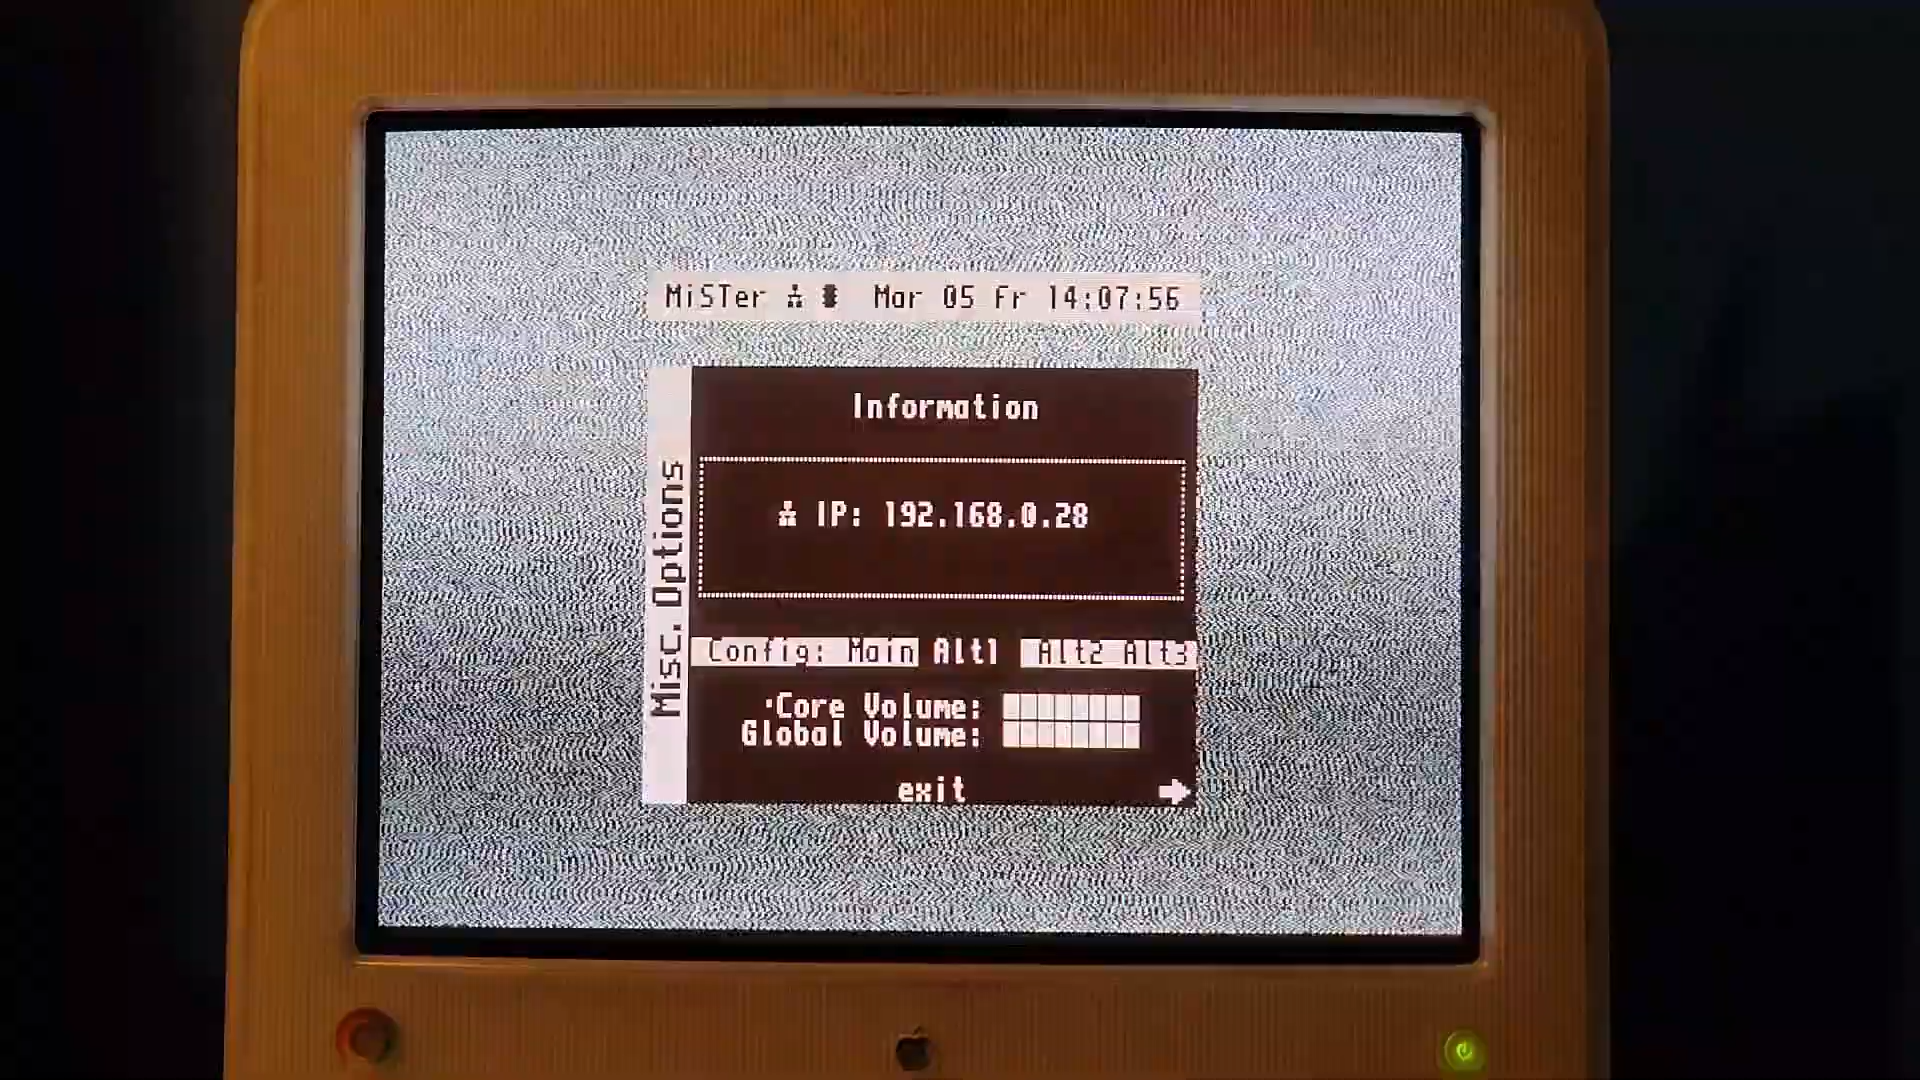 MiSTer Mar 05 Fr 14:07:56
Information
IP: 192.168.0.28
Misc. Options
Config: Main Alt1 Alt2 Alt3
Core Volume:
Global Volume:
exit